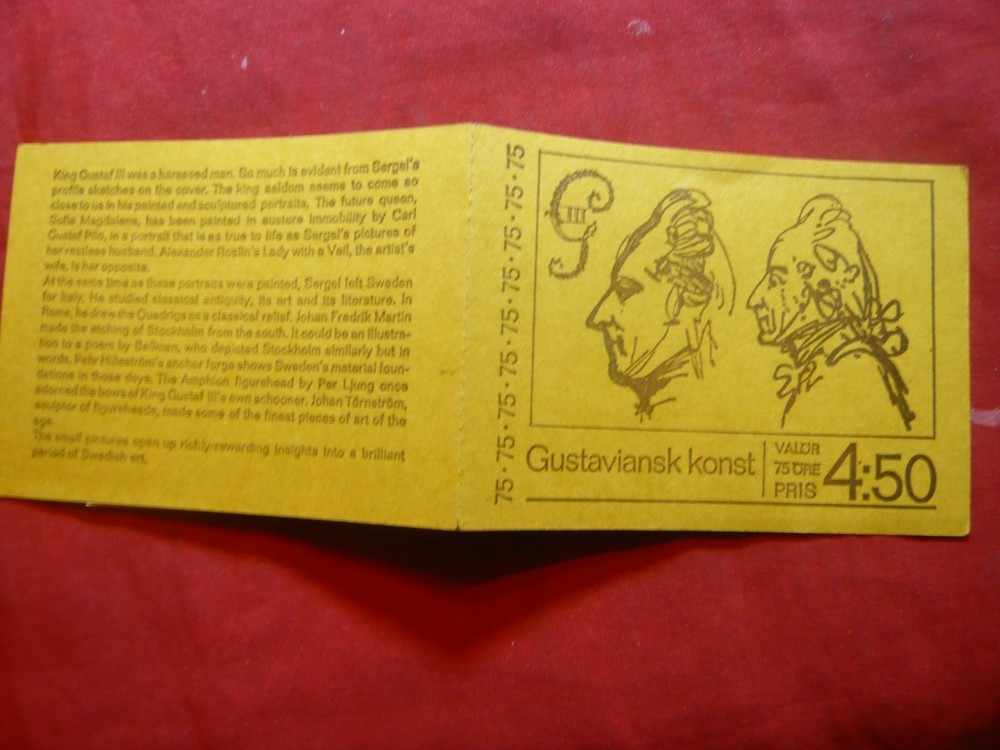 King Gustaf III was a harassed man. So much is evident from Sergel's
profile sketches on the cover. The king seldom seems to come so
close to us in his painted and sculptured portraits. The future queen,
Sofia Magdalena, has been painted in austere immobility by Carl
Gustaf Pilo, in a portrait that is as true to life as Sergel's pictures of
her restless husband. Alexander Roslin's Lady with a Veil, the artist's
wife, is her opposite.
At the same time as these portraits were painted, Sergel left Sweden
for Italy. He studied classical antiquity, its art and its literature. In
Rome, he drew the Quadriga as a classical relief. Johan Fredrik Martin
made the etching of Stockholm from the south. It could be an illustra-
tion to a poem by Bellman, who depicted Stockholm similarly but in
words. Pehr Hilleström's anchor forge shows Sweden's material foun-
dations in those days. The Amphion figurehead by Per Ljung once
adorned the bows of King Gustaf III's own schooner. Johan Törnström,
sculptor of figureheads, made some of the finest pieces of art of the
age.
The small pictures open up richly-rewarding insights into a brilliant
period of Swedish art.
75·75·75·75·75·75·75·75
G III
Gustaviansk konst
VALÖR
75 ÖRE
PRIS
4:50